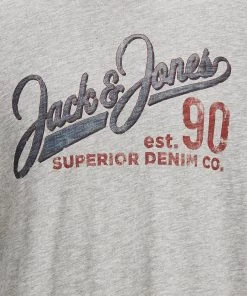 Jack & Jones
est. 90
SUPERIOR DENIM CO.